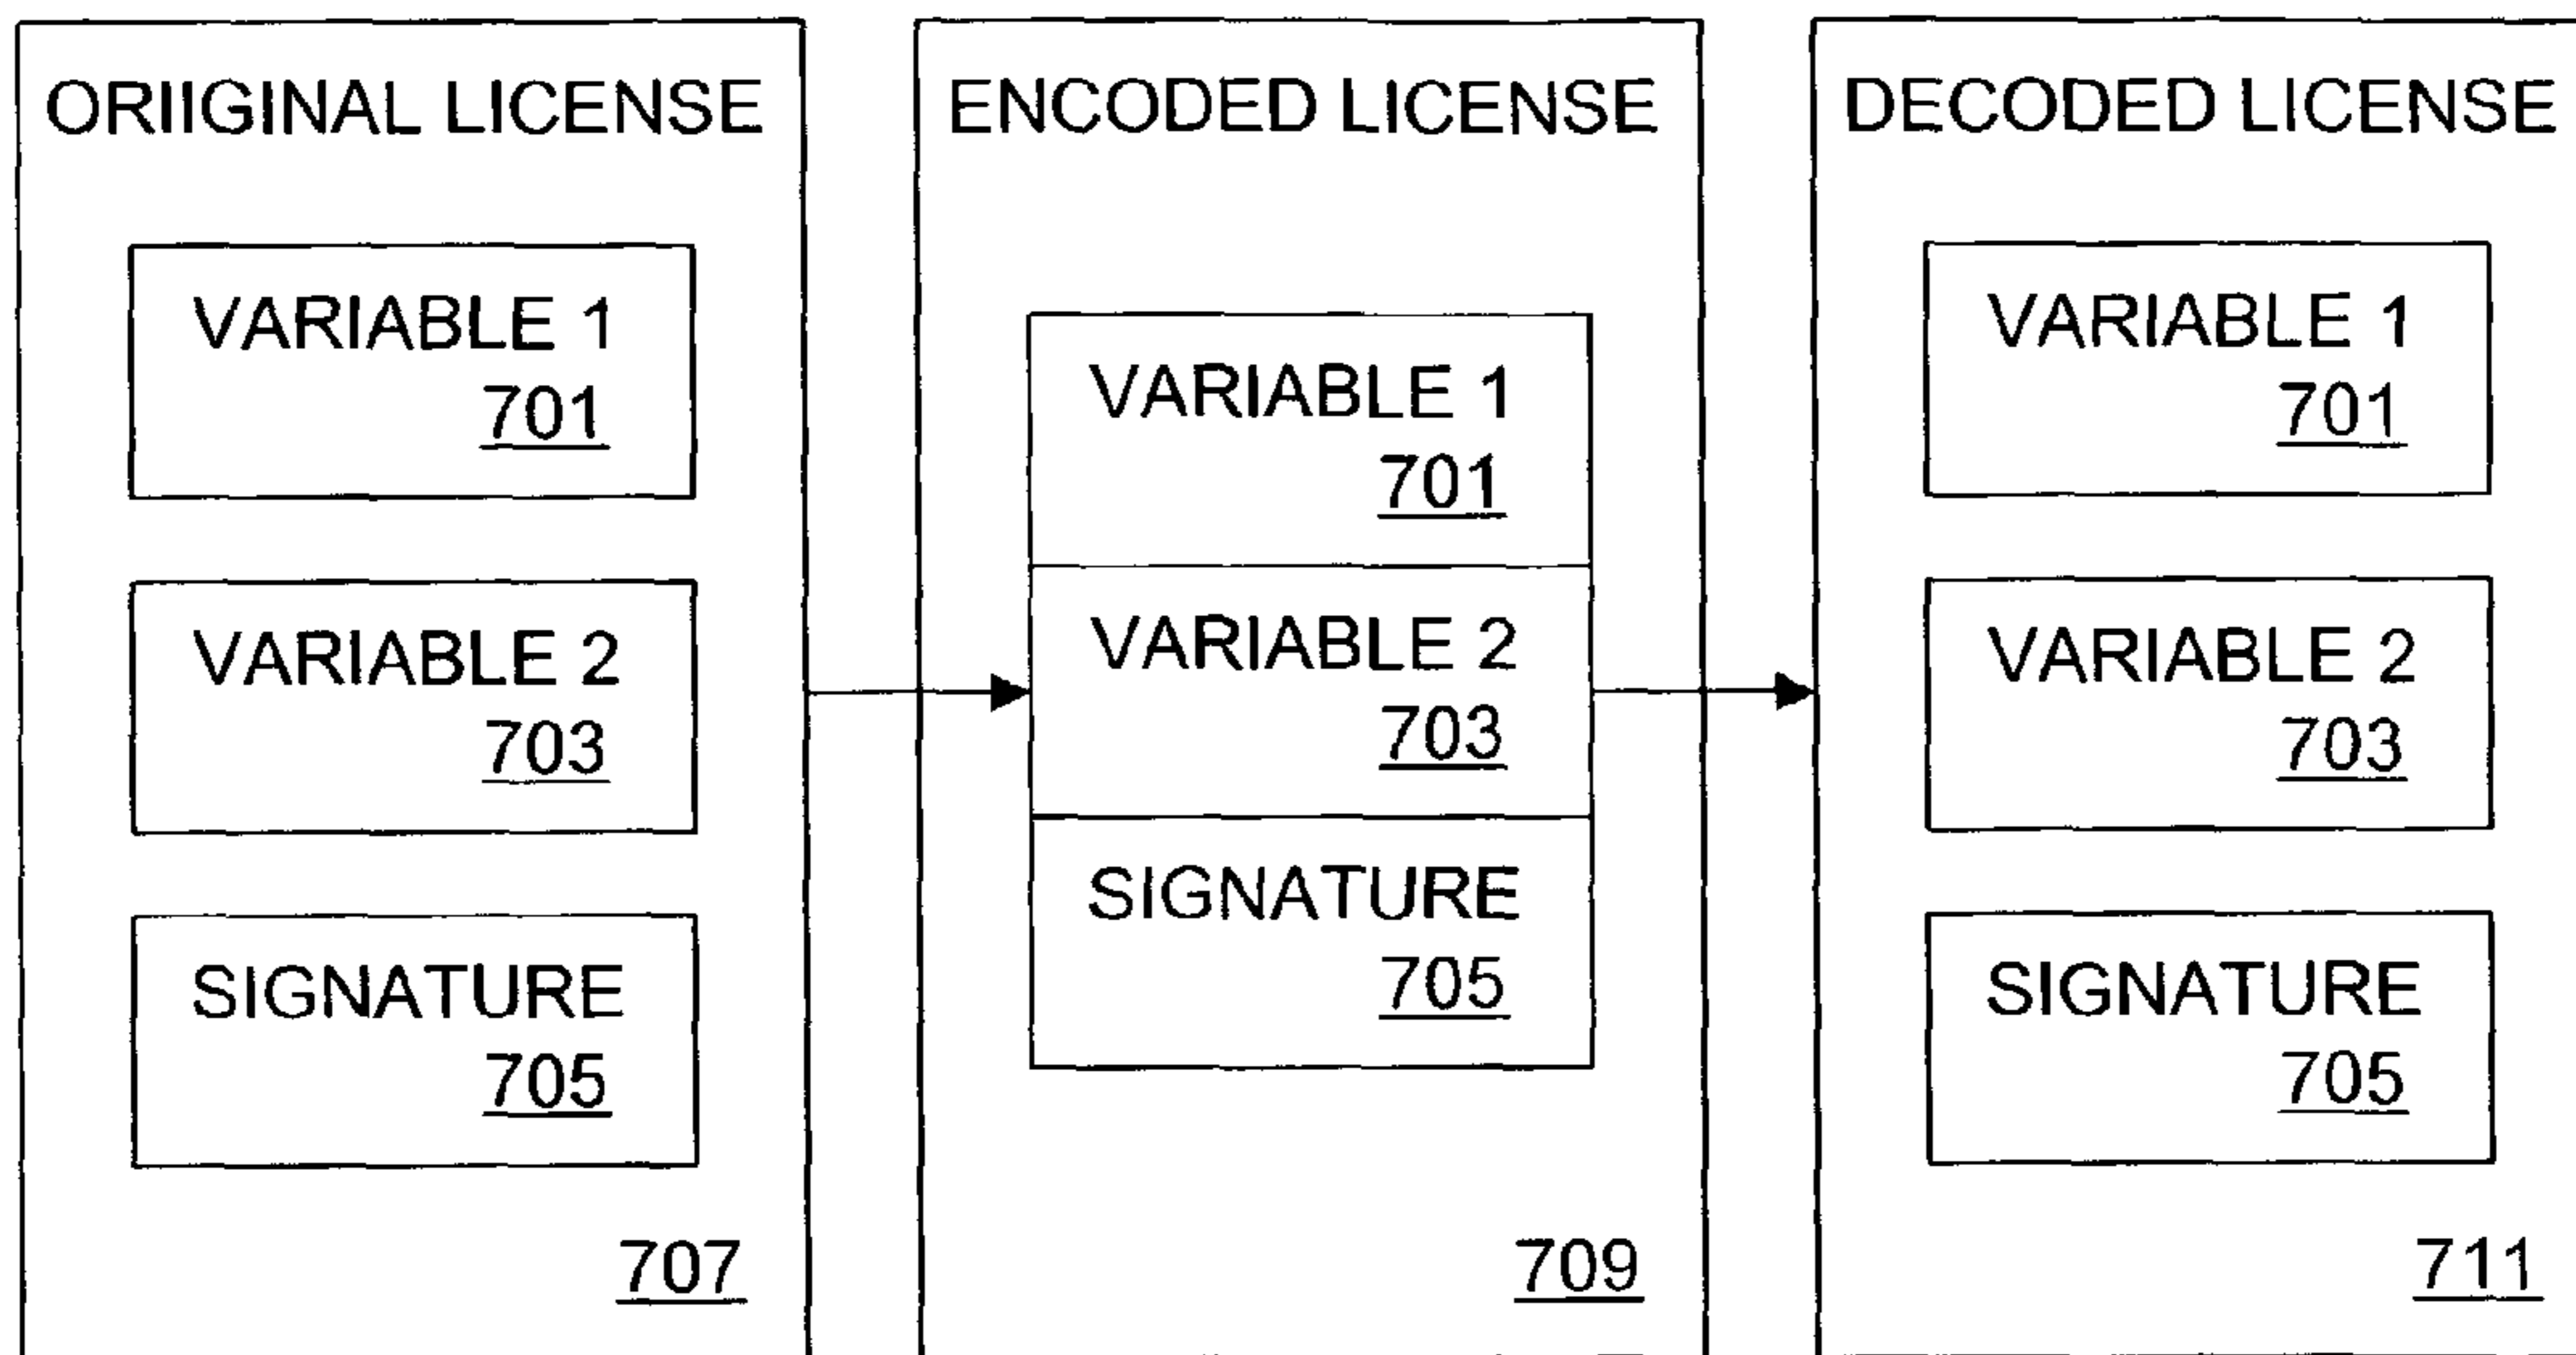 ORIIGINAL LICENSE
VARIABLE 1
701
VARIABLE 2
703
SIGNATURE
705
707
ENCODED LICENSE
VARIABLE 1
701
VARIABLE 2
703
SIGNATURE
705
709
DECODED LICENSE
VARIABLE 1
701
VARIABLE 2
703
SIGNATURE
705
711